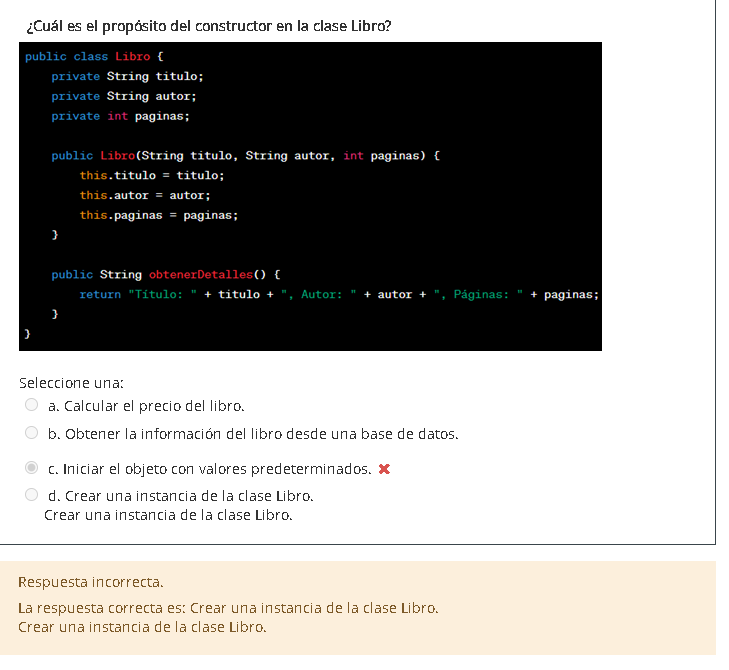 ¿Cuál es el propósito del constructor en la clase Libro?
public class Libro {
    private String titulo;
    private String autor;
    private int paginas;
    public Libro(String titulo, String autor, int paginas) {
        this.titulo = titulo;
        this.autor = autor;
        this.paginas = paginas;
    }
    public String obtenerDetalles() {
        return "Título: " + titulo + ", Autor: " + autor + ", Páginas: " + paginas;
    }
}
Seleccione una:
a. Calcular el precio del libro.
b. Obtener la información del libro desde una base de datos.
c. Iniciar el objeto con valores predeterminados.
d. Crear una instancia de la clase Libro.
Crear una instancia de la clase Libro.
Respuesta incorrecta.
La respuesta correcta es: Crear una instancia de la clase Libro.
Crear una instancia de la clase Libro.